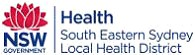 NSW
GOVERNMENT
Health
South Eastern Sydney
Local Health District